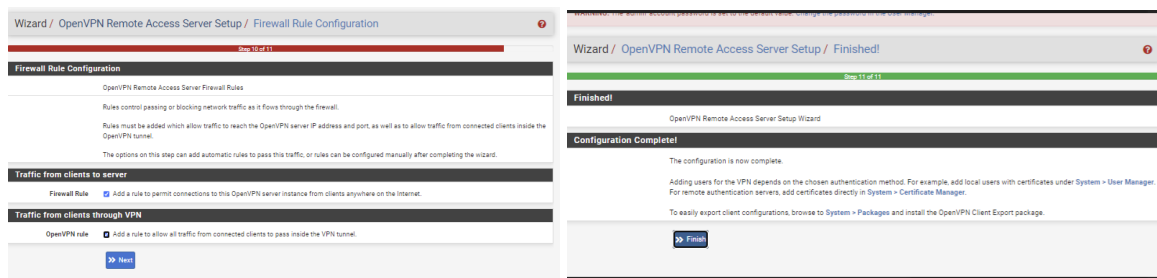 Wizard / OpenVPN Remote Access Server Setup / Firewall Rule Configuration
Step 10 of 11
Firewall Rule Configuration
OpenVPN Remote Access Server Firewall Rules
Rules control passing or blocking network traffic as it flows through the firewall.
Rules must be added which allow traffic to reach the OpenVPN server IP address and port, as well as to allow traffic from connected clients inside the
OpenVPN tunnel.
The options on this step can add automatic rules to pass this traffic, or rules can be configured manually after completing the wizard.
Traffic from clients to server
Firewall Rule Add a rule to permit connections to this OpenVPN server instance from clients anywhere on the Internet.
Traffic from clients through VPN
OpenVPN rule Add a rule to allow all traffic from connected clients to pass inside the VPN tunnel.
Next
WARNING: The 'admin' account password is set to the default value. Change the password in the User Manager.
Wizard / OpenVPN Remote Access Server Setup / Finished!
Step 11 of 11
Finished!
OpenVPN Remote Access Server Setup Wizard
Configuration Complete!
The configuration is now complete.
Adding users for the VPN depends on the chosen authentication method. For example, add local users with certificates under System > User Manager.
For remote authentication servers, add certificates directly in System > Certificate Manager.
To easily export client configurations, browse to System > Packages and install the OpenVPN Client Export package.
Finish